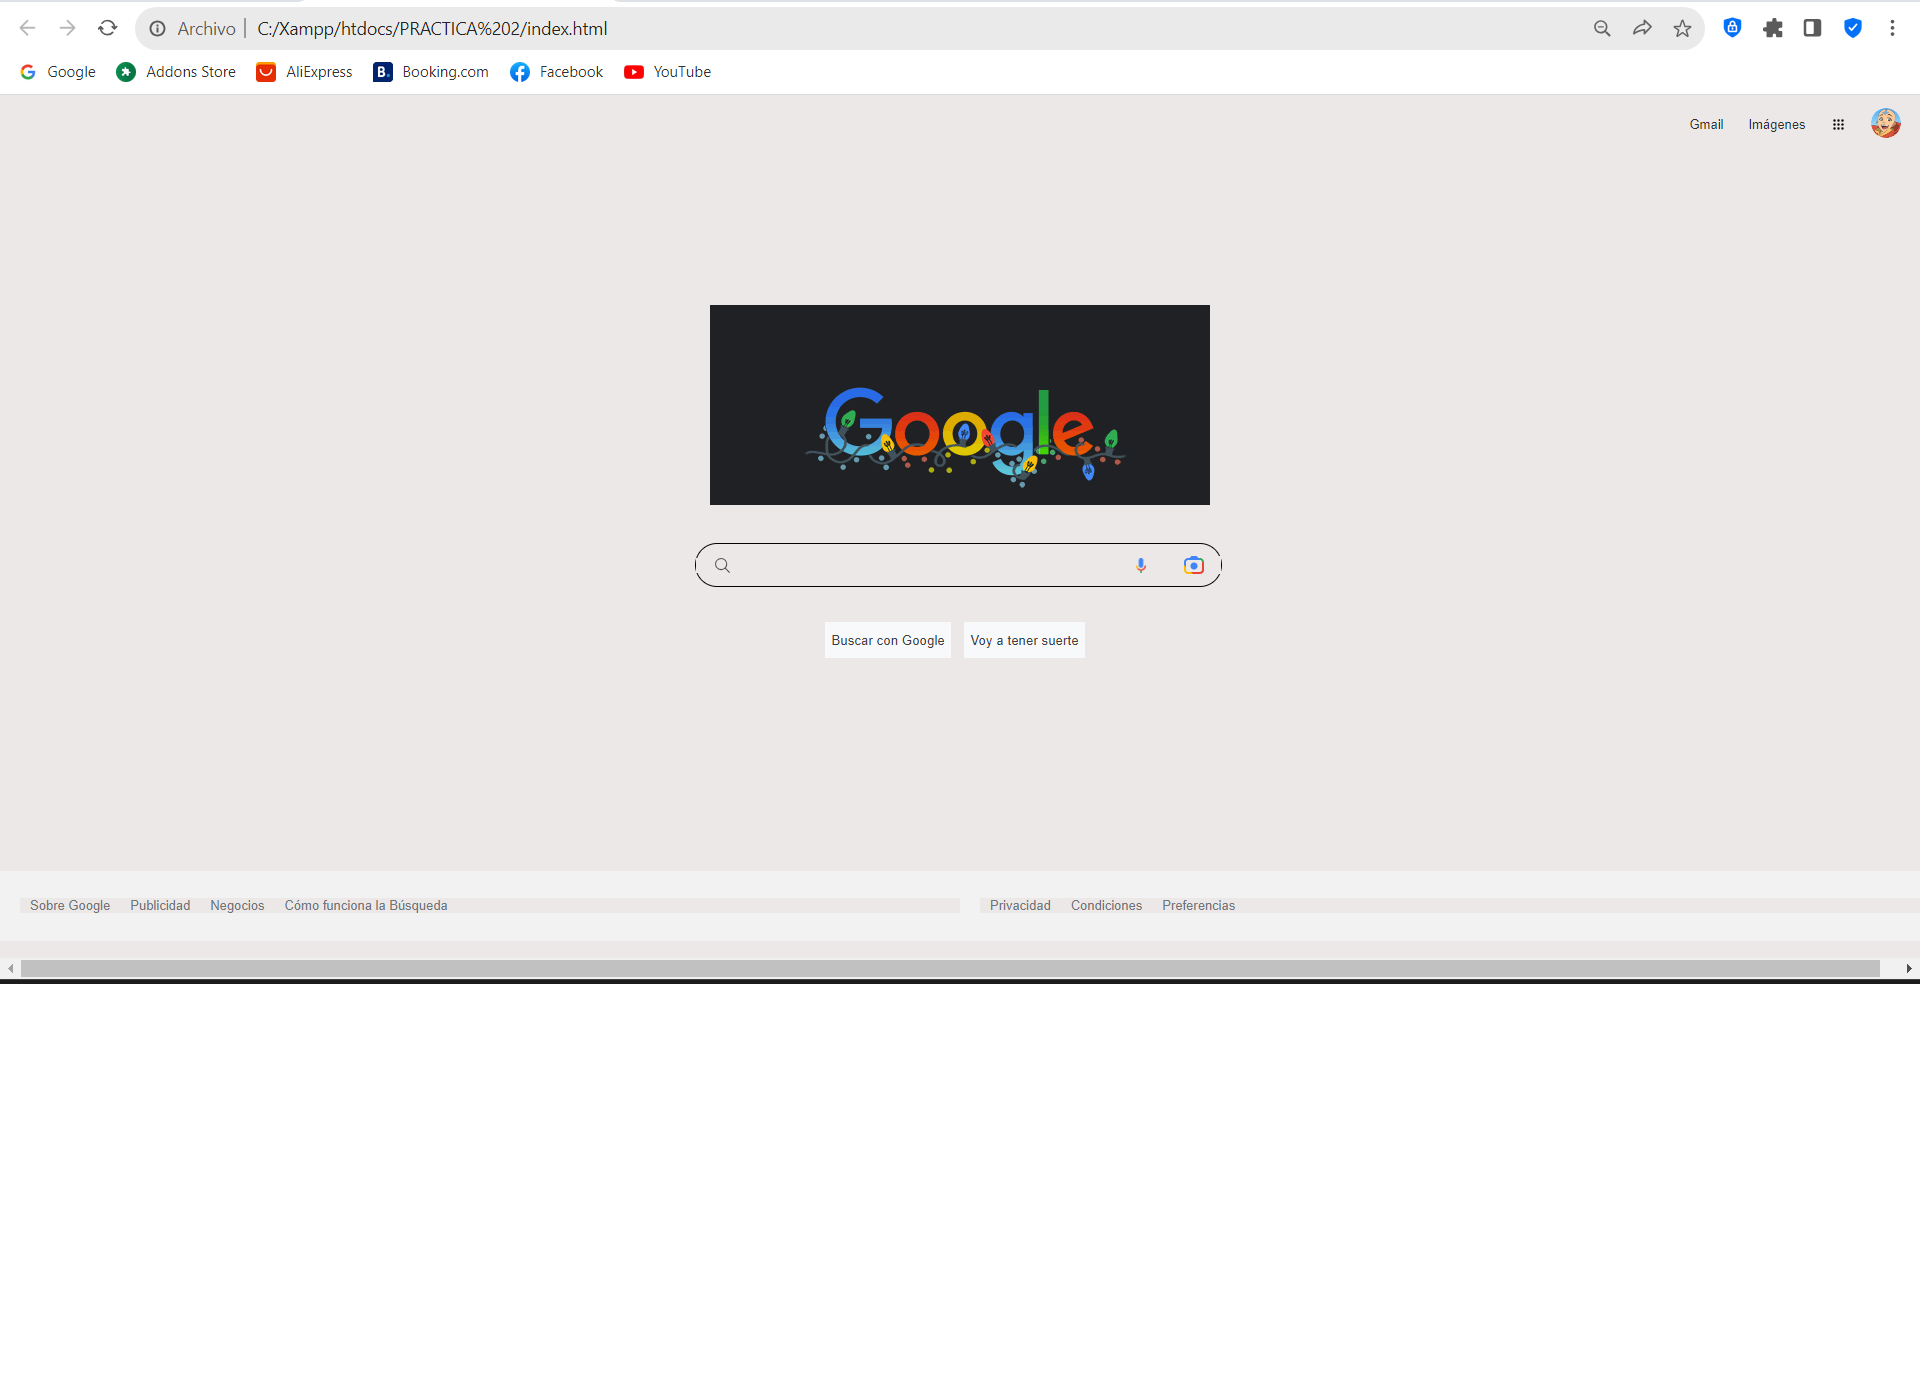 Archivo | C:/Xampp/htdocs/PRACTICA%202/index.html
Google Addons Store AliExpress B. Booking.com Facebook YouTube
Gmail Imágenes
Google
Buscar con Google Voy a tener suerte
Sobre Google Publicidad Negocios Cómo funciona la Búsqueda Privacidad Condiciones Preferencias